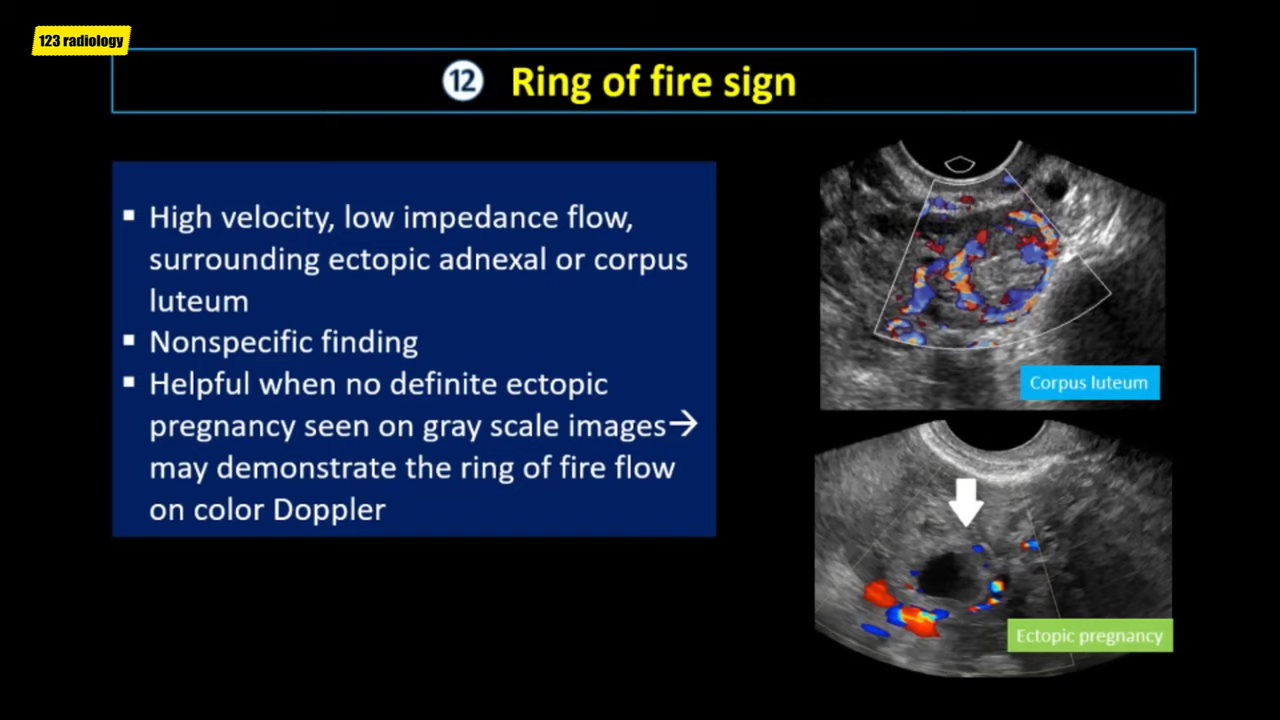 123 radiology
12 Ring of fire sign
▪ High velocity, low impedance flow,
surrounding ectopic adnexal or corpus
luteum
▪ Nonspecific finding
▪ Helpful when no definite ectopic
pregnancy seen on gray scale images→
may demonstrate the ring of fire flow
on color Doppler
Corpus luteum
Ectopic pregnancy